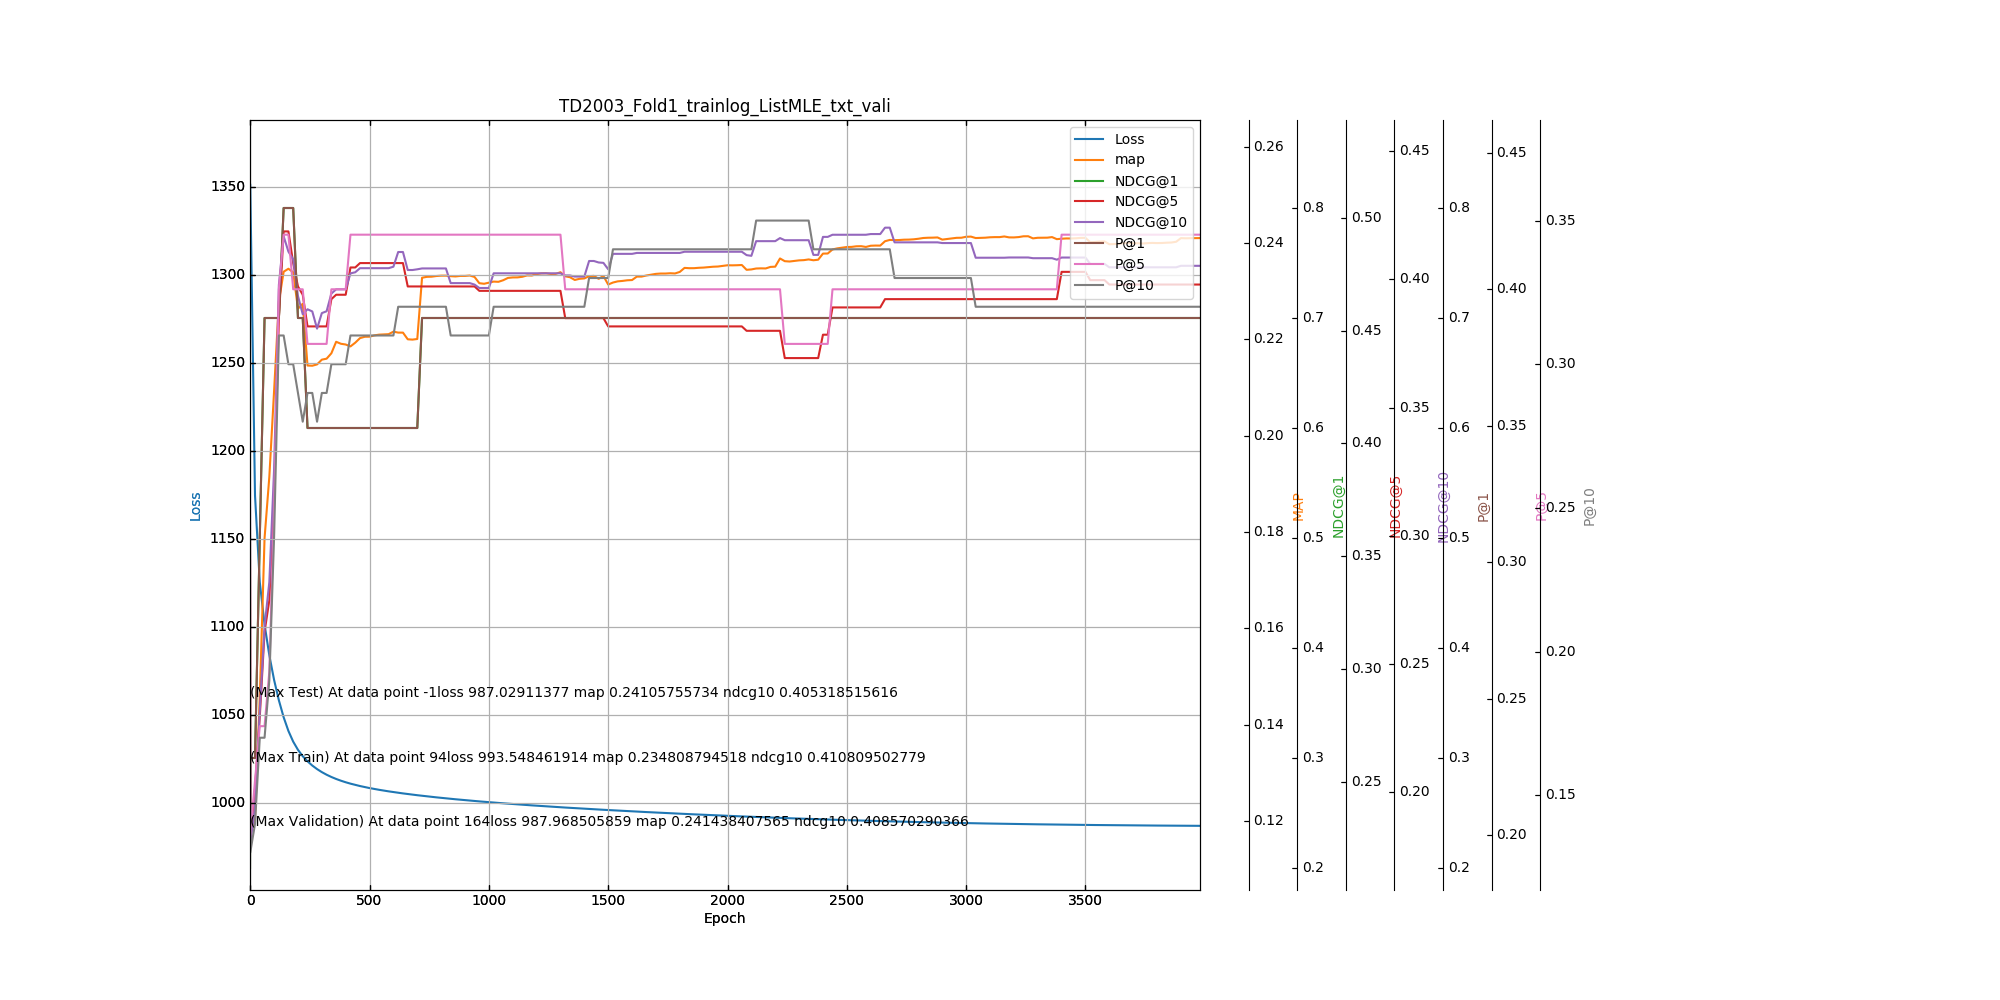 TD2003_Fold1_trainlog_ListMLE_txt_vali
Loss
map
NDCG@1
NDCG@5
NDCG@10
P@1
P@5
P@10
1350
1300
1250
1200
1150
1100
1050
1000
Loss
(Max Test) At data point -1loss 987.02911377 map 0.24105755734 ndcg10 0.405318515616
(Max Train) At data point 94loss 993.548461914 map 0.234808794518 ndcg10 0.410809502779
(Max Validation) At data point 164loss 987.968505859 map 0.241438407565 ndcg10 0.408570290366
0 500 1000 1500 2000 2500 3000 3500
Epoch
0.26
0.24
0.22
0.20
0.18
0.16
0.14
0.12
MAP
0.8
0.7
0.6
0.5
0.4
0.3
0.2
NDCG@1
0.50
0.45
0.40
0.35
0.30
0.25
NDCG@5
0.45
0.40
0.35
0.30
0.25
0.20
NDCG@10
0.8
0.7
0.6
0.5
0.4
0.3
0.2
P@1
0.45
0.40
0.35
0.30
0.25
0.20
P@5
0.35
0.30
0.25
0.20
0.15
P@10